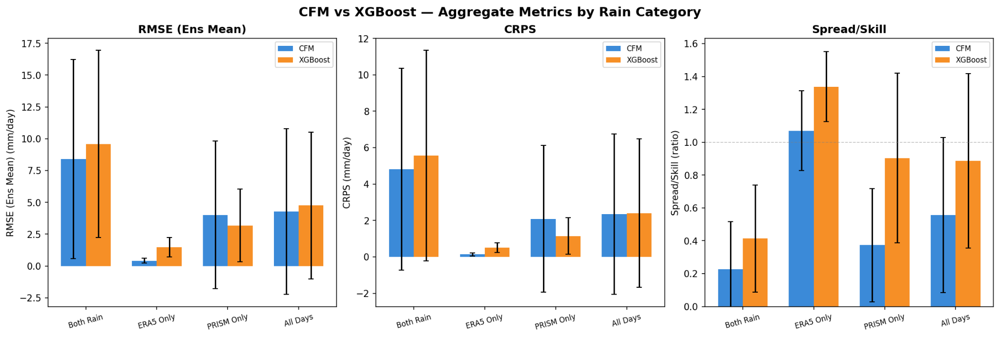 CFM vs XGBoost — Aggregate Metrics by Rain Category
RMSE (Ens Mean)
RMSE (Ens Mean) (mm/day)
17.5
15.0
12.5
10.0
7.5
5.0
2.5
0.0
−2.5
CFM
XGBoost
Both Rain
ERA5 Only
PRISM Only
All Days
CRPS
CRPS (mm/day)
12
10
8
6
4
2
0
−2
CFM
XGBoost
Both Rain
ERA5 Only
PRISM Only
All Days
Spread/Skill
Spread/Skill (ratio)
1.6
1.4
1.2
1.0
0.8
0.6
0.4
0.2
0.0
CFM
XGBoost
Both Rain
ERA5 Only
PRISM Only
All Days